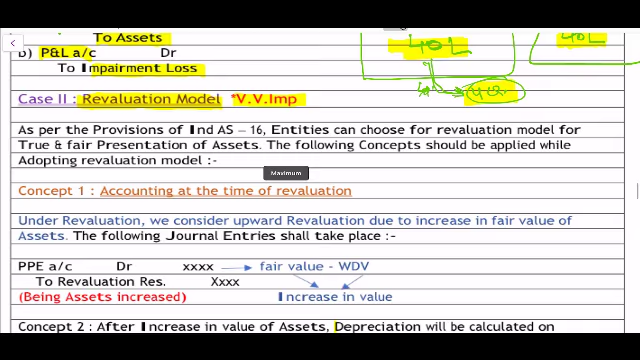 To Assets
b) P&L a/c Dr
To Impairment Loss
40L
40L
Case II : Revaluation Model *V.V.Imp
As per the Provisions of Ind AS – 16, Entities can choose for revaluation model for
True & fair Presentation of Assets. The following Concepts should be applied while
Adopting revaluation model :-
Maximum
Concept 1 : Accounting at the time of revaluation
Under Revaluation, we consider upward Revaluation due to increase in fair value of
Assets. The following Journal Entries shall take place :-
PPE a/c Dr xxxx fair value - WDV
To Revaluation Res. Xxxx
(Being Assets increased) Increase in value
Concept 2 : After Increase in value of Assets, Depreciation will be calculated on